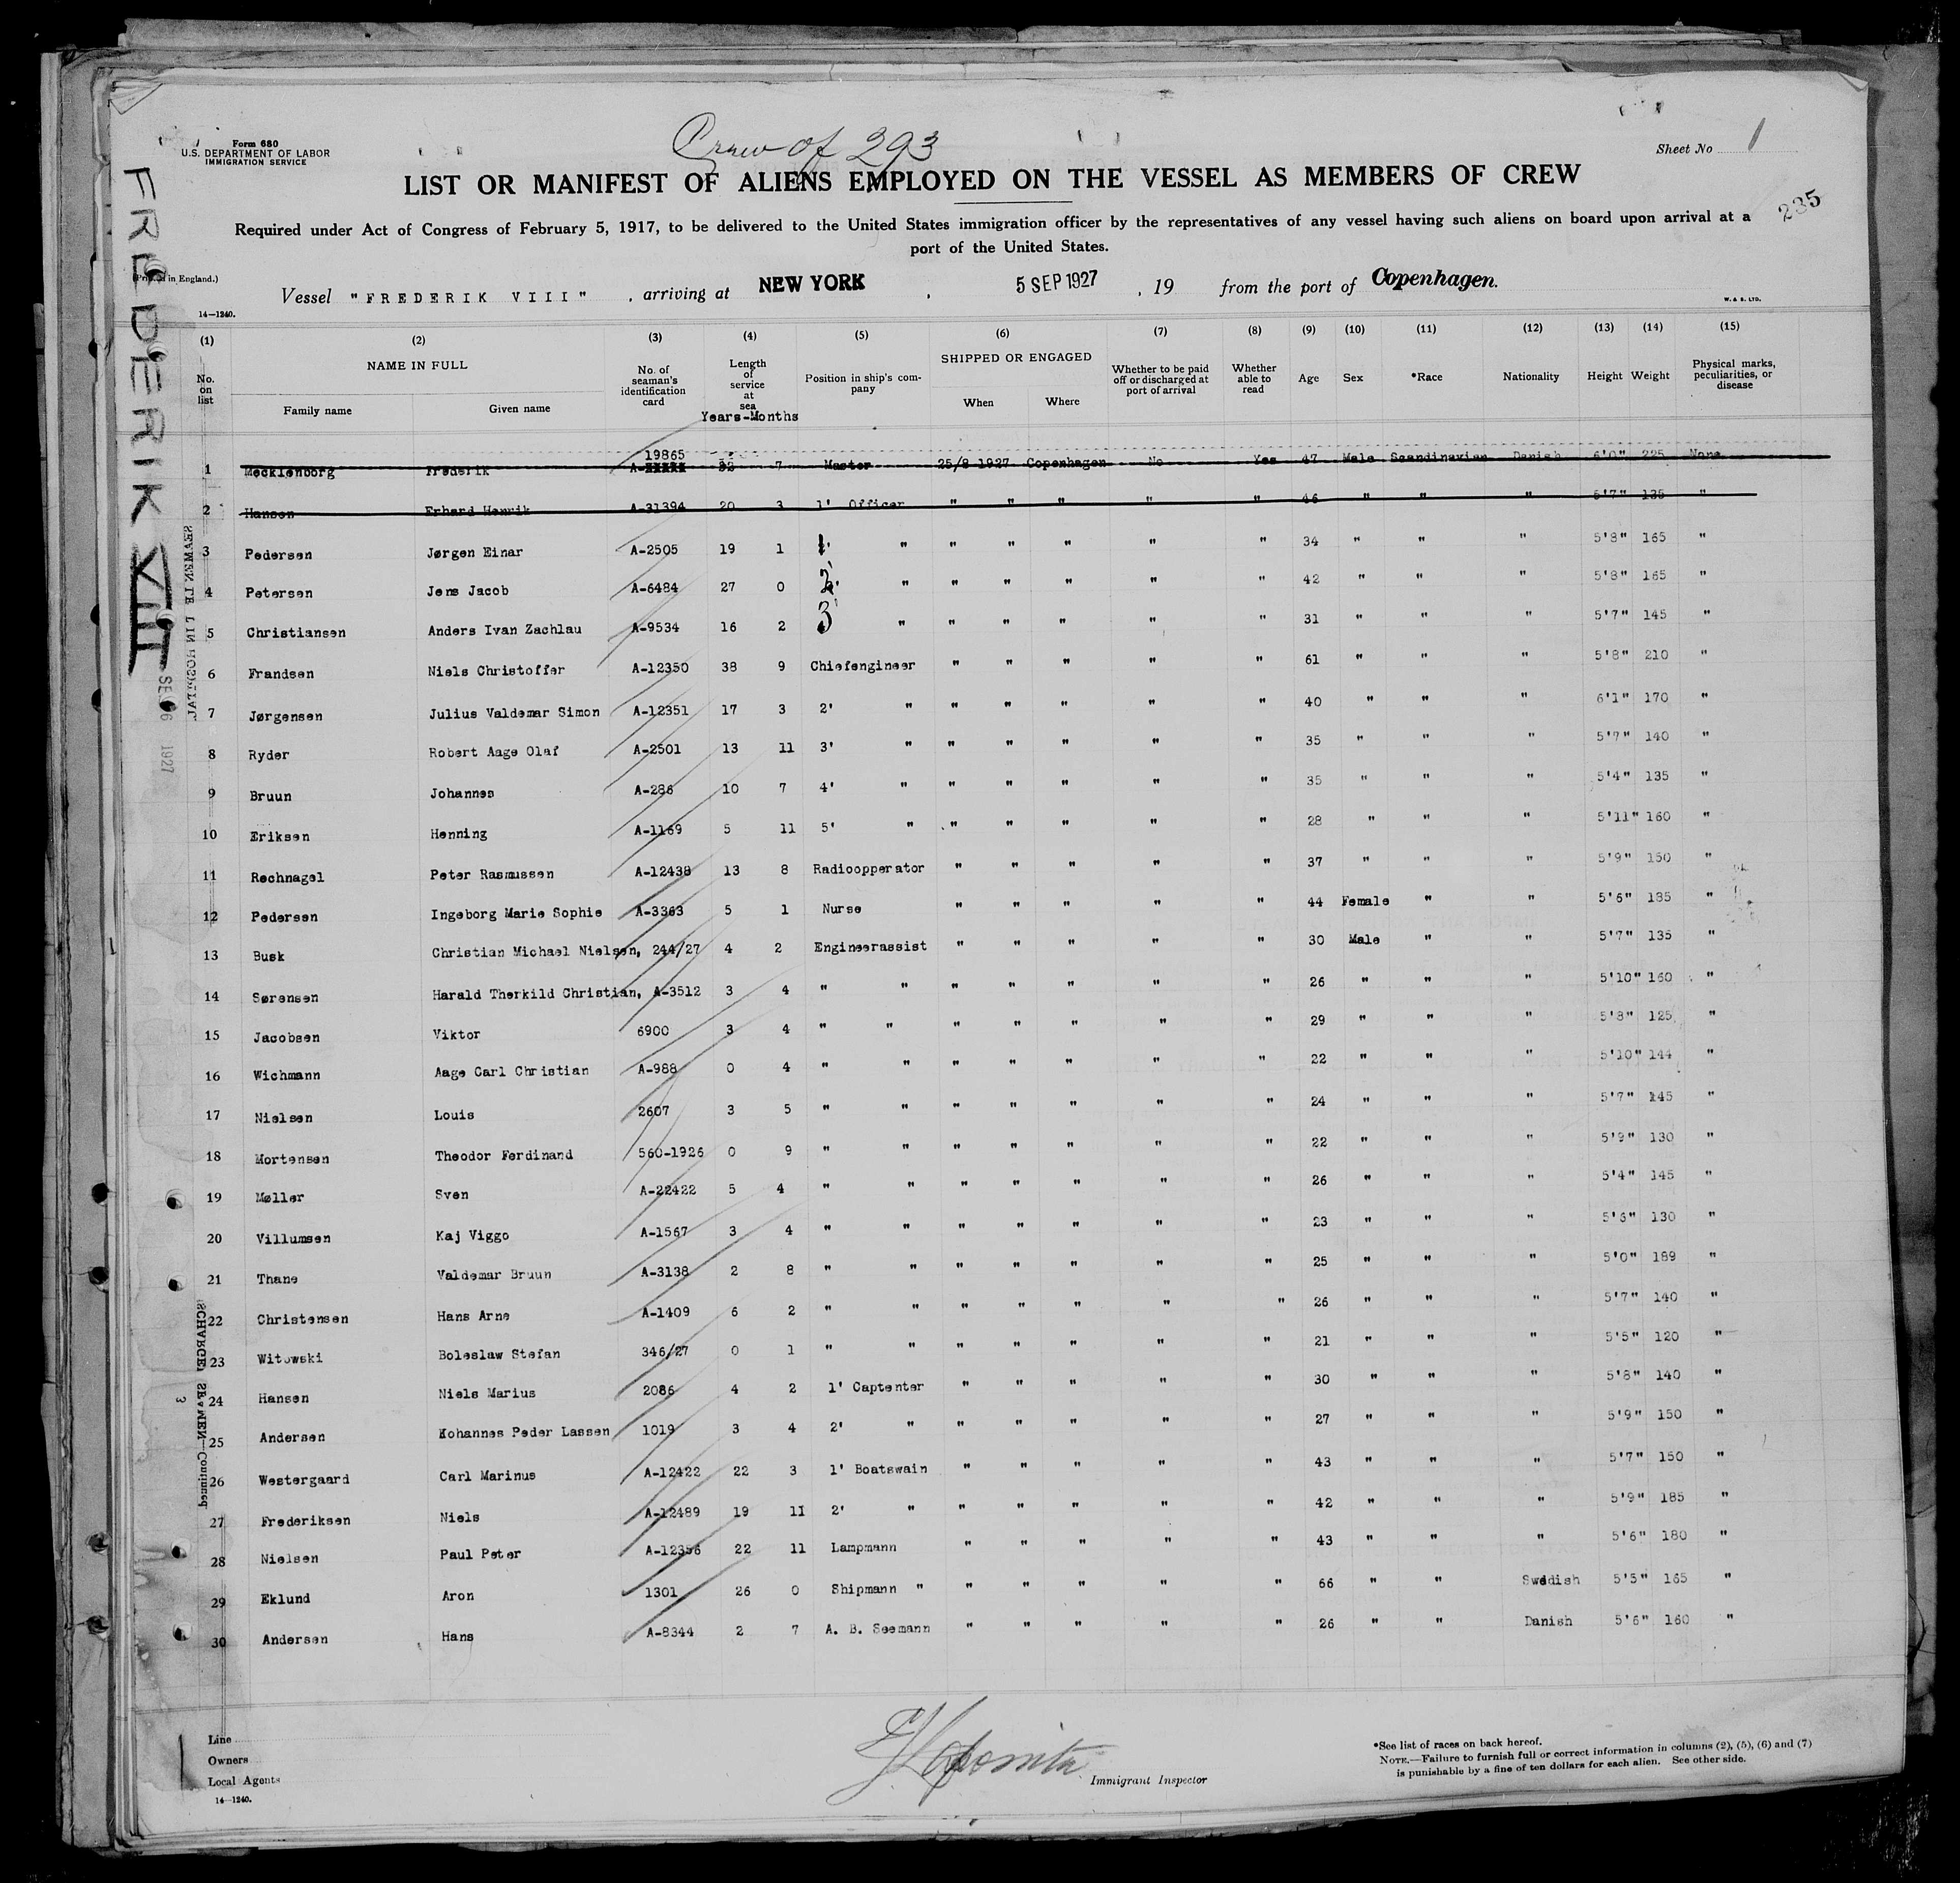 Crew of 293
Form 680
U.S. DEPARTMENT OF LABOR
IMMIGRATION SERVICE
Sheet No 1
LIST OR MANIFEST OF ALIENS EMPLOYED ON THE VESSEL AS MEMBERS OF CREW
235
Required under Act of Congress of February 5, 1917, to be delivered to the United States immigration officer by the representatives of any vessel having such aliens on board upon arrival at a
port of the United States.
FREDERIK VIII
in England.)
Vessel "FREDERIK VIII" , arriving at NEW YORK , 5 SEP 1927 , 19 from the port of Copenhagen.
14—1240.
W. & S. LTD.
(1) (2) (3) (4) (5) (6) (7) (8) (9) (10) (11) (12) (13) (14) (15)
No. on list NAME IN FULL Family name Given name No. of seaman's identification card Length of service at sea Years-Months Position in ship's company SHIPPED OR ENGAGED When Where Whether to be paid off or discharged at port of arrival Whether able to read Age Sex *Race Nationality Height Weight Physical marks, peculiarities, or disease
1 Mecklenborg Frederik 19865 A- 32 7 Master 25/8-1927 Copenhagen No Yes 47 Male Scandinavian Danish 6'0" 225 None
2 Hansen Erhard Henrik A-31394 20 3 1' Officer " " " " " 46 " " " 5'7" 135 "
3 Pedersen Jørgen Einar A-2505 19 1 1' " " " " " " 34 " " " 5'8" 165 "
4 Petersen Jens Jacob A-6484 27 0 2' " " " " " " 42 " " " 5'8" 165 "
5 Christiansen Anders Ivan Zachlau A-9534 16 2 3' " " " " " " 31 " " " 5'7" 145 "
6 Frandsen Niels Christoffer A-12350 38 9 Chiefengineer " " " " " 61 " " " 5'8" 210 "
7 Jørgensen Julius Valdemar Simon A-12351 17 3 2' " " " " " " 40 " " " 6'1" 170 "
8 Ryder Robert Aage Olaf A-2501 13 11 3' " " " " " " 35 " " " 5'7" 140 "
9 Bruun Johannes A-286 10 7 4' " " " " " " 35 " " " 5'4" 135 "
10 Eriksen Henning A-1169 5 11 5' " " " " " " 28 " " " 5'11" 160 "
11 Rechnagel Peter Rasmussen A-12438 13 8 Radioopperator " " " " " 37 " " " 5'9" 150 "
12 Pedersen Ingeborg Marie Sophie A-3363 5 1 Nurse " " " " " 44 Female " " 5'6" 185 "
13 Busk Christian Michael Nielsen, 244/27 4 2 Engineerassist " " " " " 30 Male " " 5'7" 135 "
14 Sørensen Harald Therkild Christian, A-3512 3 4 " " " " " " " 26 " " " 5'10" 160 "
15 Jacobsen Viktor 6900 3 4 " " " " " " " 29 " " " 5'8" 125 "
16 Wichmann Aage Carl Christian A-988 0 4 " " " " " " " 22 " " " 5'10" 144 "
17 Nielsen Louis 2607 3 5 " " " " " " " 24 " " " 5'7" 145 "
18 Mortensen Theodor Ferdinand 560-1926 0 9 " " " " " " " 22 " " " 5'9" 130 "
19 Møller Sven A-22422 5 4 " " " " " " " 26 " " " 5'4" 145 "
20 Villumsen Kaj Viggo A-1567 3 4 " " " " " " " 23 " " " 5'6" 130 "
21 Thane Valdemar Bruun A-3138 2 8 " " " " " " " 25 " " " 5'0" 189 "
22 Christensen Hans Arne A-1409 6 2 " " " " " " " 26 " " " 5'7" 140 "
23 Witowski Boleslaw Stefan 346/27 0 1 " " " " " " " 21 " " " 5'5" 120 "
24 Hansen Niels Marius 2086 4 2 1' Captenter " " " " " 30 " " " 5'8" 140 "
25 Andersen Kohannes Peder Lassen 1019 3 4 2' " " " " " " 27 " " " 5'9" 150 "
26 Westergaard Carl Marinus A-12422 22 3 1' Boatswain " " " " " 43 " " " 5'7" 150 "
27 Frederiksen Niels A-12489 19 11 2' " " " " " " 42 " " " 5'9" 185 "
28 Nielsen Paul Peter A-12356 22 11 Lampmann " " " " " 43 " " " 5'6" 180 "
29 Eklund Aron 1301 26 0 Shipmann " " " " " " 66 " " Swedish 5'5" 165 "
30 Andersen Hans A-8344 2 7 A. B. Seemann " " " " " 26 " " Danish 5'6" 160 "
Line
Owners
Local Agents
14—1240.
Immigrant Inspector
*See list of races on back hereof.
NOTE.—Failure to furnish full or correct information in columns (2), (5), (6) and (7)
is punishable by a fine of ten dollars for each alien. See other side.